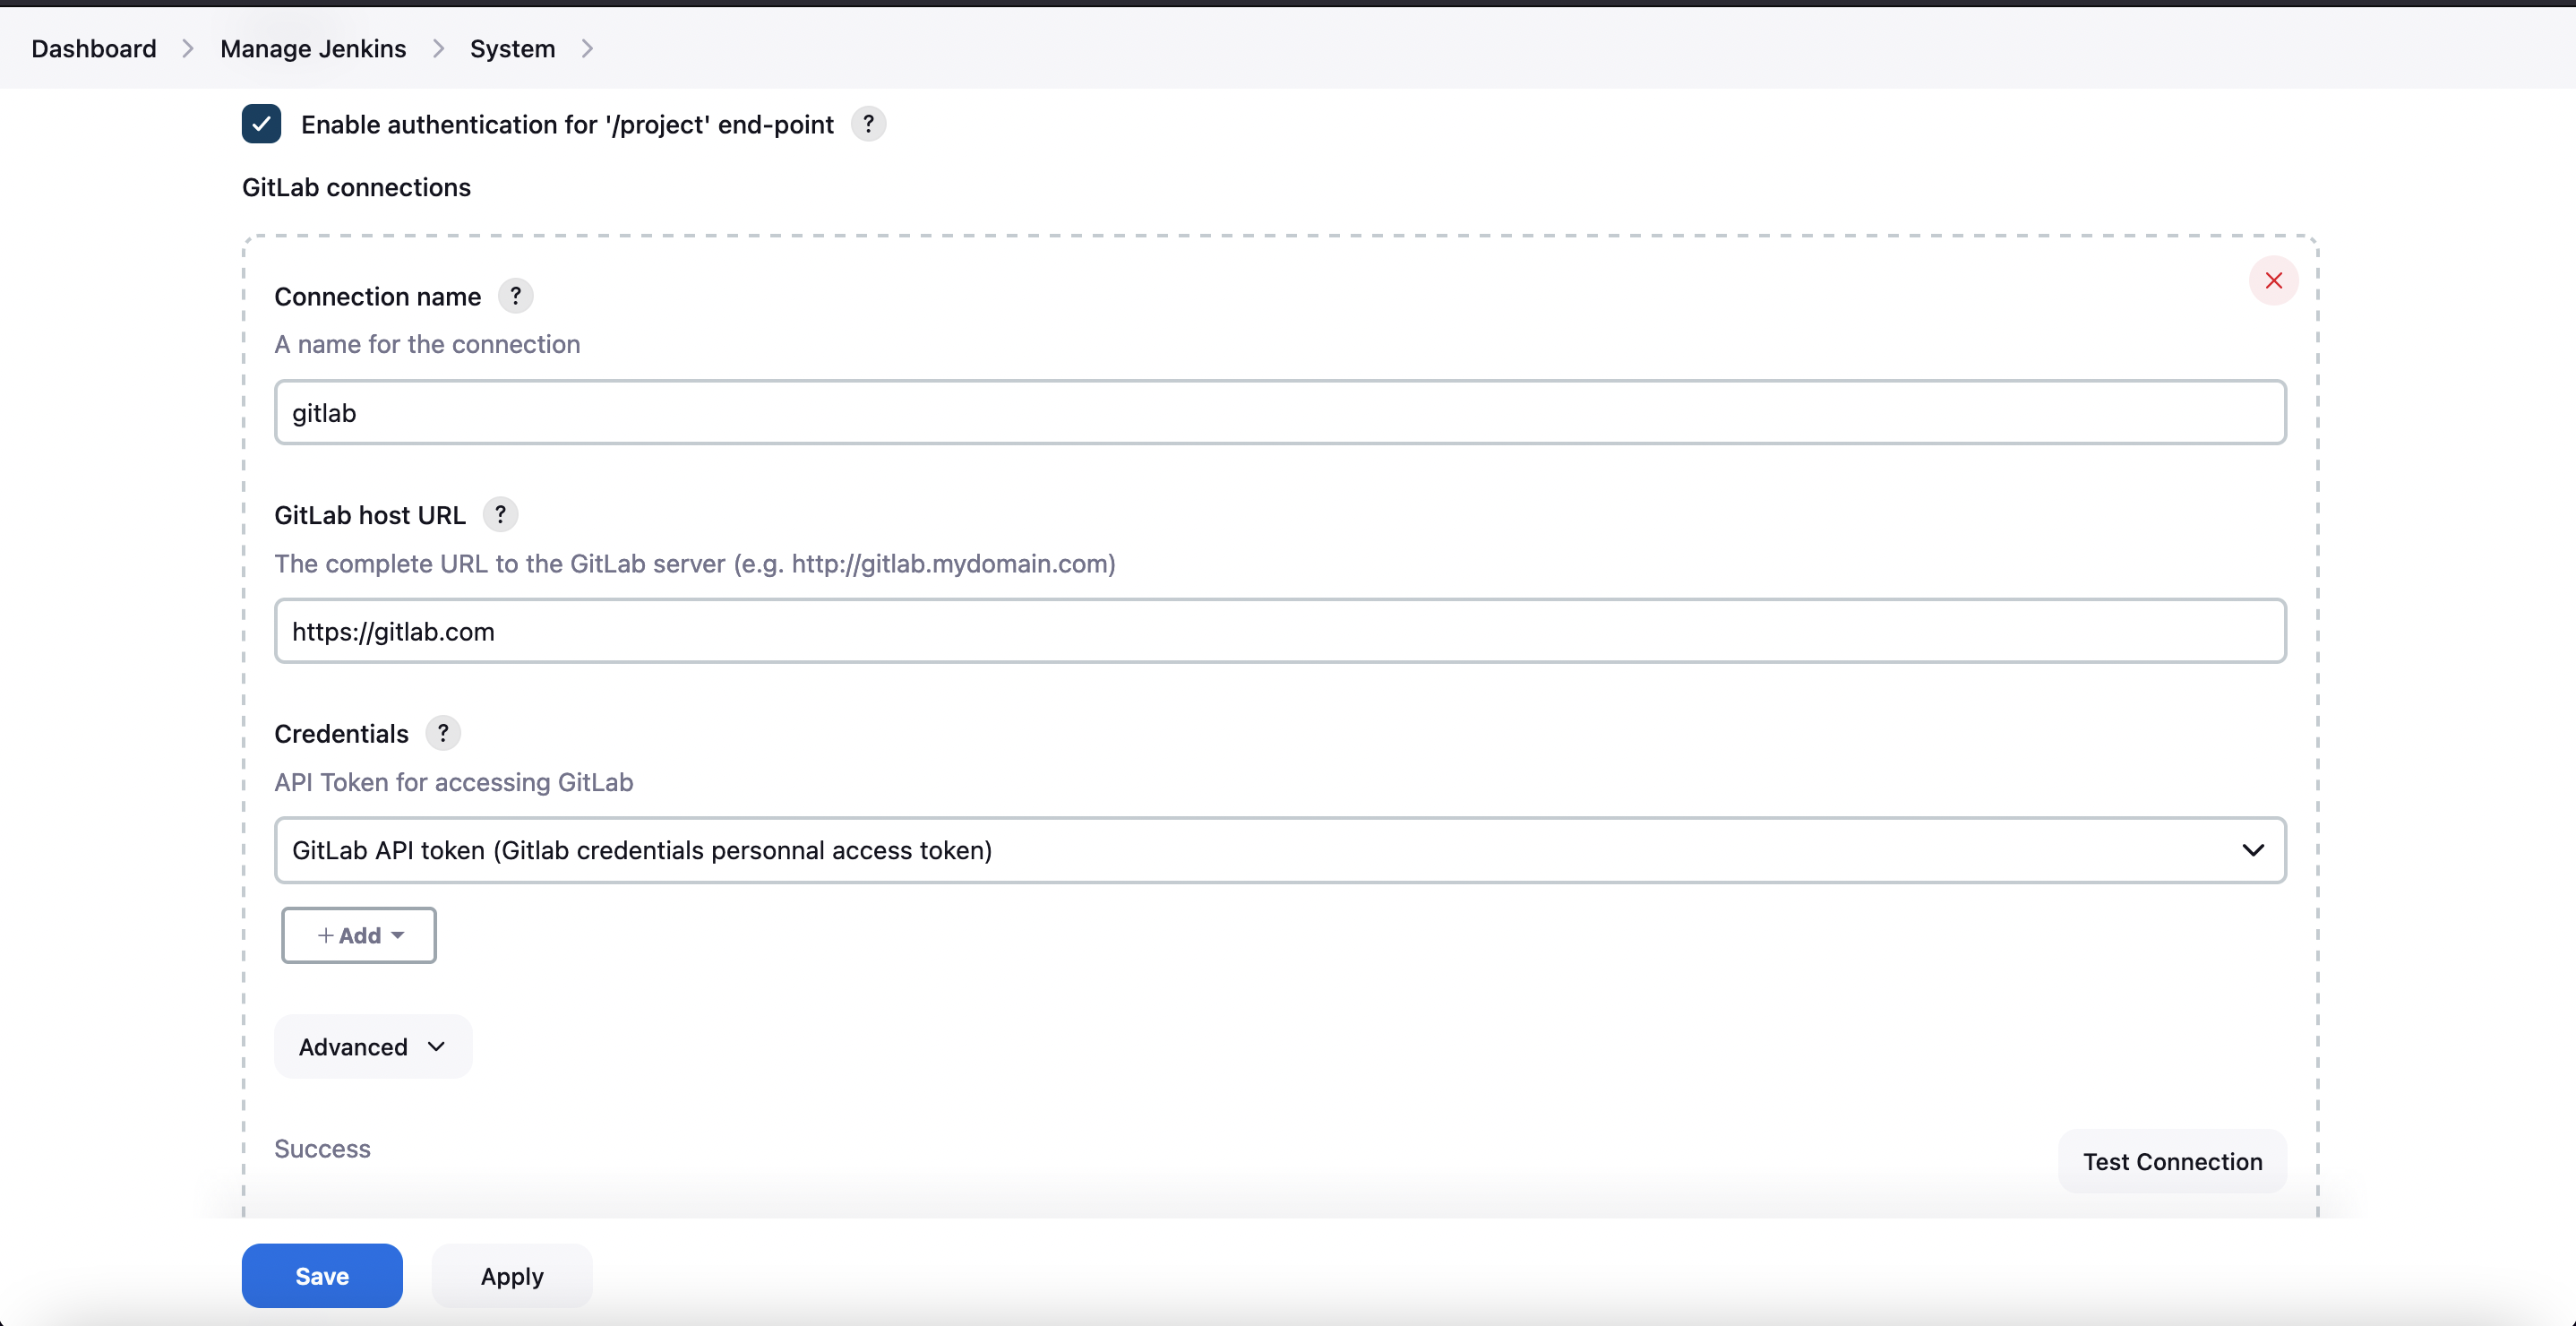 Dashboard > Manage Jenkins > System >
Enable authentication for '/project' end-point ?
GitLab connections
Connection name ?
A name for the connection
gitlab
GitLab host URL ?
The complete URL to the GitLab server (e.g. http://gitlab.mydomain.com)
https://gitlab.com
Credentials ?
API Token for accessing GitLab
GitLab API token (Gitlab credentials personnal access token)
+ Add
Advanced
Success
Test Connection
Save Apply